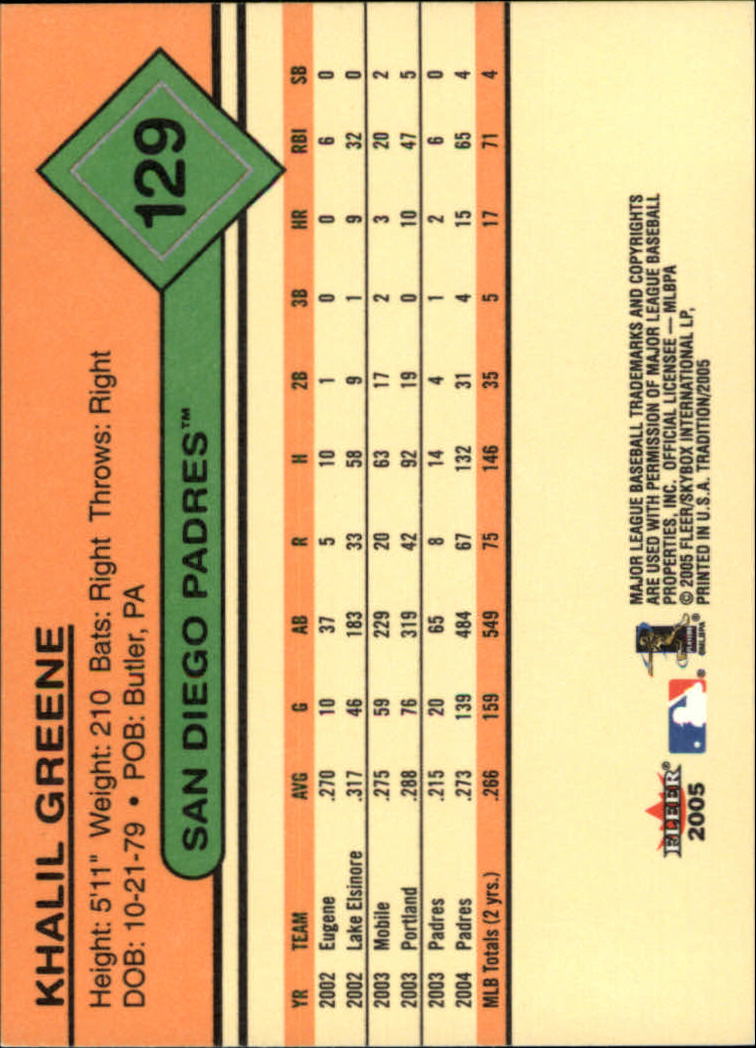 KHALIL GREENE
Height: 5'11" Weight: 210 Bats: Right Throws: Right
DOB: 10-21-79 • POB: Butler, PA
129
SAN DIEGO PADRES™
YR TEAM AVG G AB R H 2B 3B HR RBI SB
2002 Eugene .270 10 37 5 10 1 0 0 6 0
2002 Lake Elsinore .317 46 183 33 58 9 1 9 32 0
2003 Mobile .275 59 229 20 63 17 2 3 20 2
2003 Portland .288 76 319 42 92 19 0 10 47 5
2003 Padres .215 20 65 8 14 4 1 2 6 0
2004 Padres .273 139 484 67 132 31 4 15 65 4
MLB Totals (2 yrs.) .266 159 549 75 146 35 5 17 71 4
FLEER®
2005
®
©MLBPA
MAJOR LEAGUE BASEBALL TRADEMARKS AND COPYRIGHTS
ARE USED WITH PERMISSION OF MAJOR LEAGUE BASEBALL
PROPERTIES, INC. OFFICIAL LICENSEE — MLBPA
© 2005 FLEER/SKYBOX INTERNATIONAL LP,
PRINTED IN U.S.A. TRADITION/2005